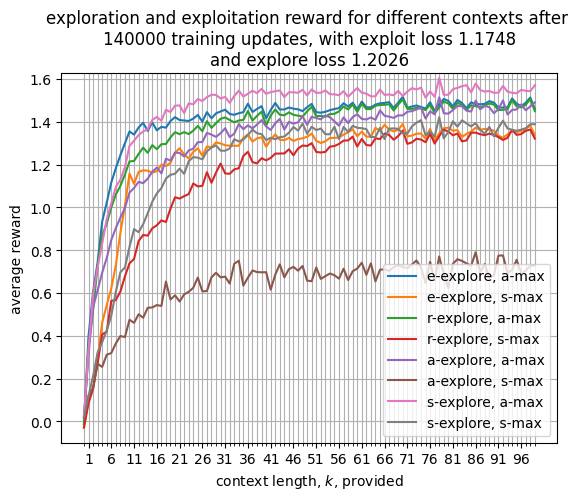 exploration and exploitation reward for different contexts after
140000 training updates, with exploit loss 1.1748
and explore loss 1.2026
1.6
1.4
1.2
1.0
0.8
0.6
0.4
0.2
0.0
average reward
e-explore, a-max
e-explore, s-max
r-explore, a-max
r-explore, s-max
a-explore, a-max
a-explore, s-max
s-explore, a-max
s-explore, s-max
1 6 11 16 21 26 31 36 41 46 51 56 61 66 71 76 81 86 91 96
context length, k, provided